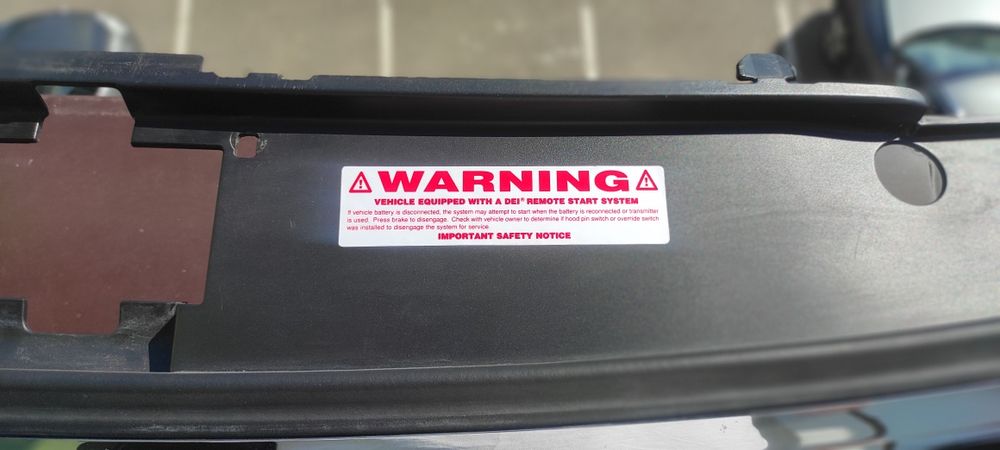 WARNING
VEHICLE EQUIPPED WITH A DEI® REMOTE START SYSTEM
If vehicle battery is disconnected, the system may attempt to start when the battery is reconnected or transmitter
is used. Press brake to disengage. Check with vehicle owner to determine if hood pin switch or override switch
was installed to disengage the system for service
IMPORTANT SAFETY NOTICE